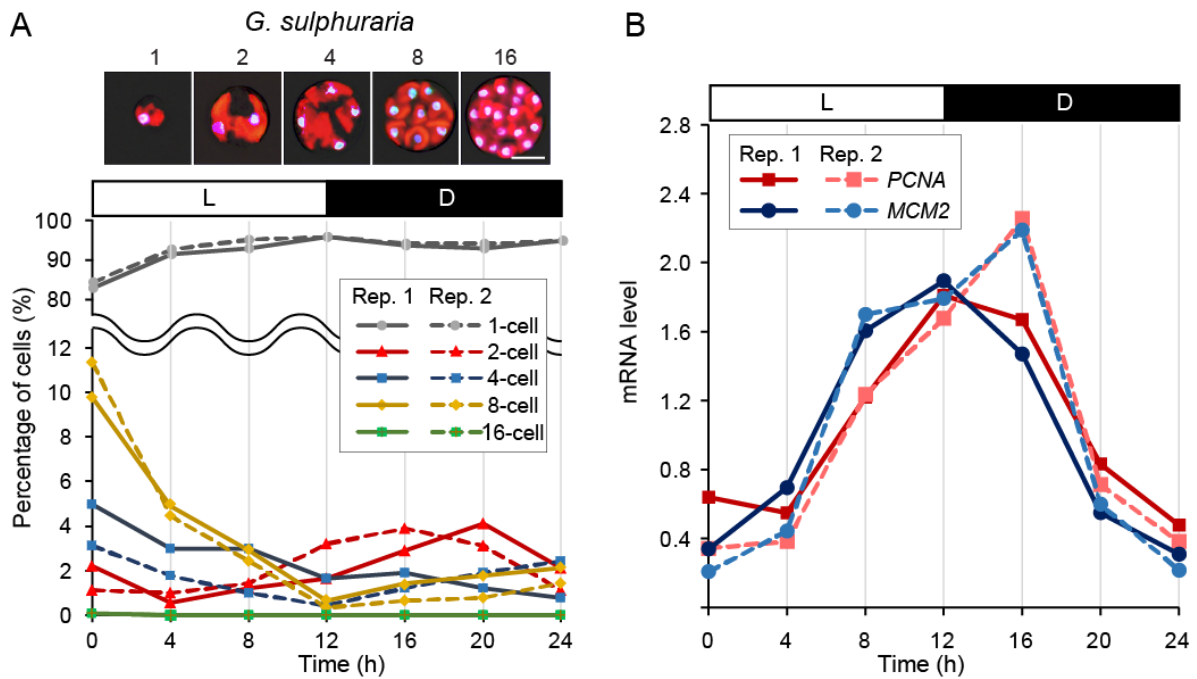 A
G. sulphuraria
1 2 4 8 16
L D
100
90
80
12
10
8
6
4
2
0
Percentage of cells (%)
Rep. 1 Rep. 2
1-cell
2-cell
4-cell
8-cell
16-cell
0 4 8 12 16 20 24
Time (h)
B
L D
2.8
2.4
2.0
1.6
1.2
0.8
0.4
mRNA level
Rep. 1 Rep. 2
PCNA
MCM2
0 4 8 12 16 20 24
Time (h)